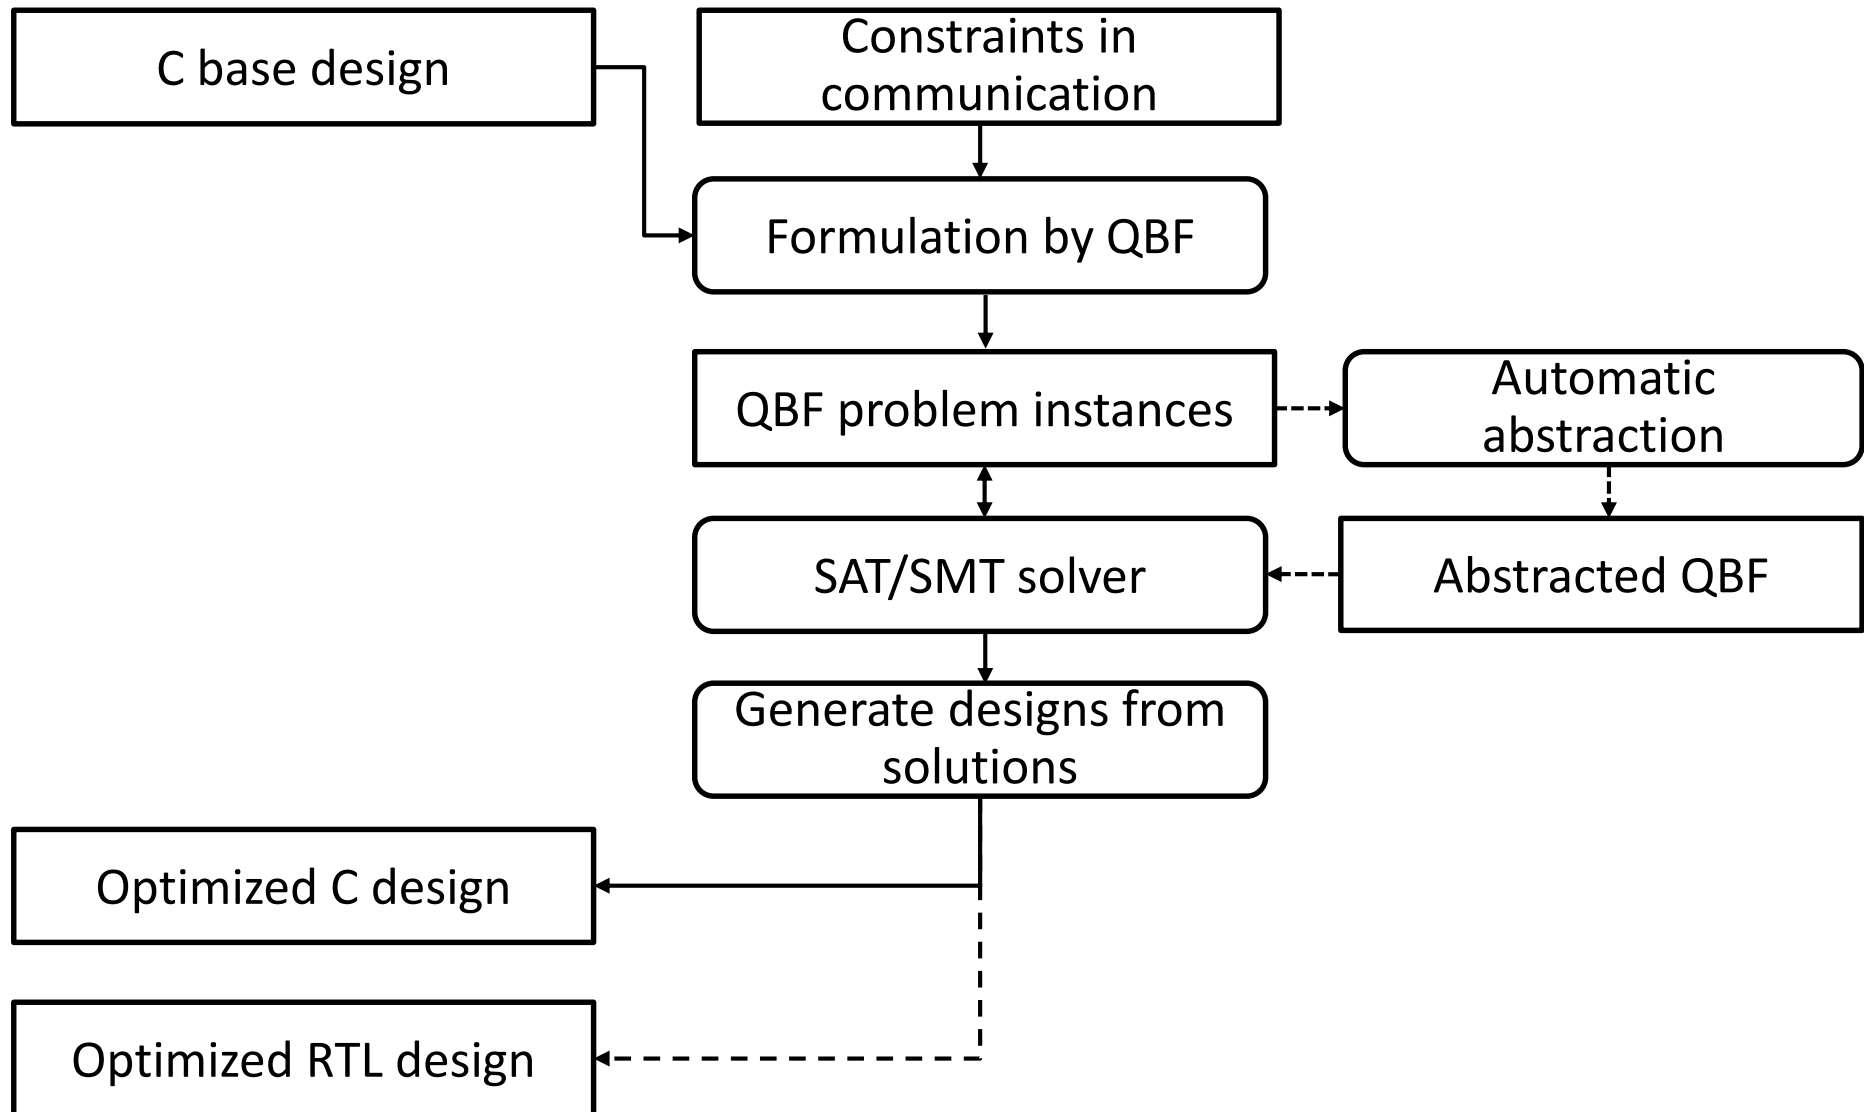 C base design
Constraints in
communication
Formulation by QBF
QBF problem instances
Automatic
abstraction
SAT/SMT solver
Abstracted QBF
Generate designs from
solutions
Optimized C design
Optimized RTL design